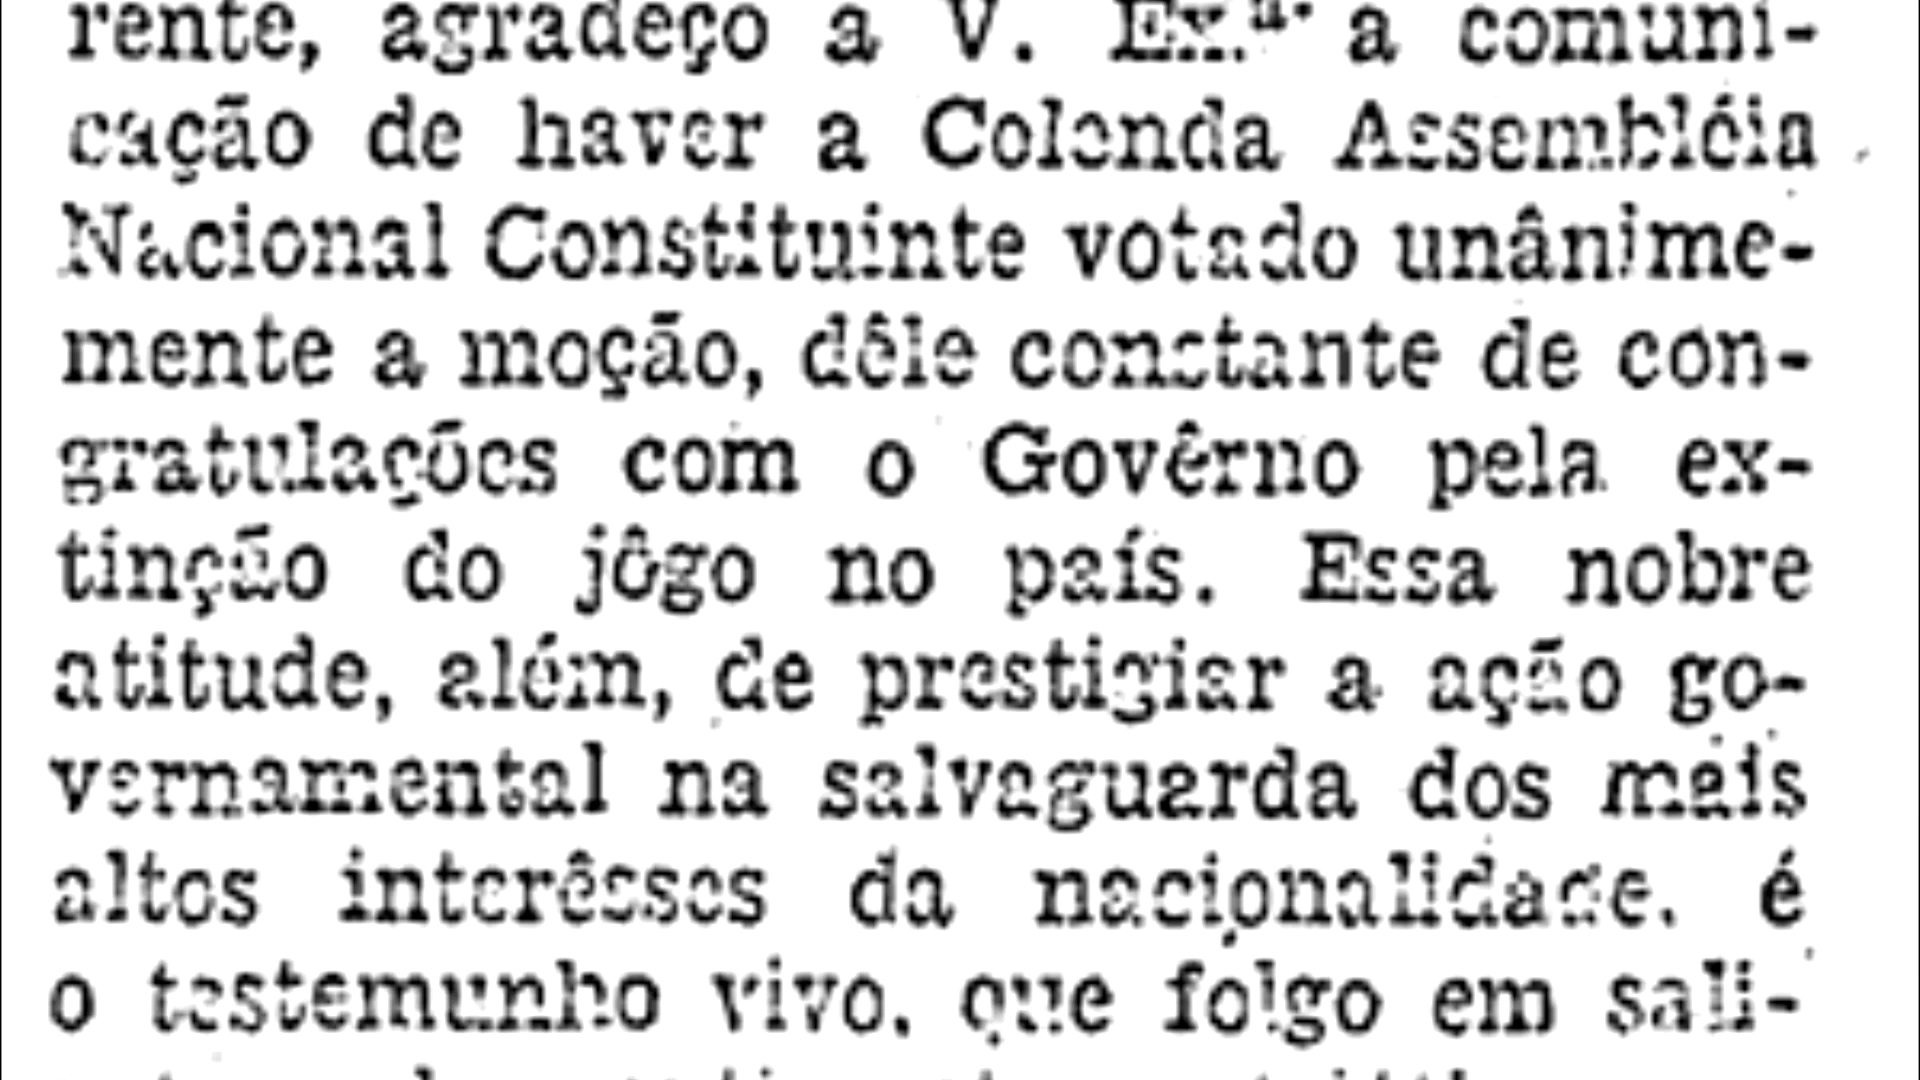 rente, agradeço a V. Ex.ª a comuni-
cação de haver a Colenda Assembléia
Nacional Constituinte votado unânime-
mente a moção, dêle constante de con-
gratulações com o Govêrno pela ex-
tinção do jôgo no país. Essa nobre
atitude, além, de prestigiar a ação go-
vernamental na salvaguarda dos mais
altos interêsses da nacionalidade, é
o testemunho vivo, que folgo em sali-